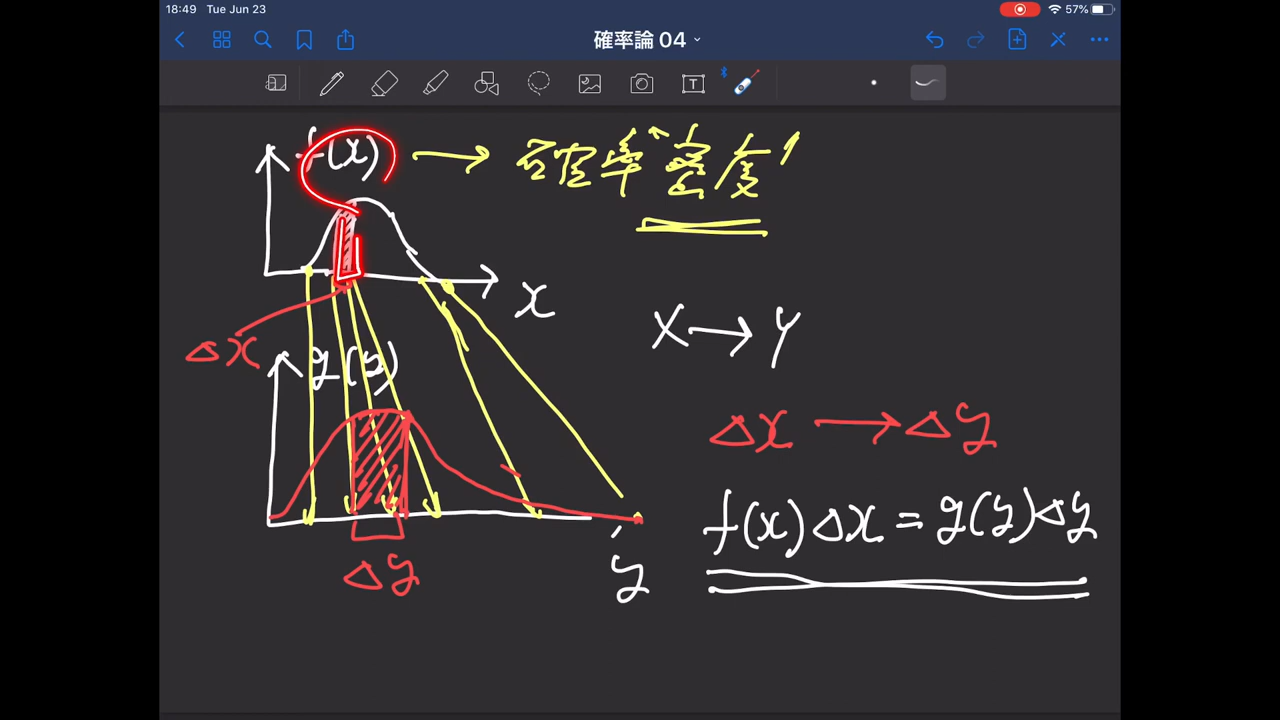 18:49 Tue Jun 23
57%
確率論 04
T
f(x) → 確率"密度"
x
X → Y
Δx
g(y)
Δx → Δy
f(x)Δx = g(y)Δy
Δy
y